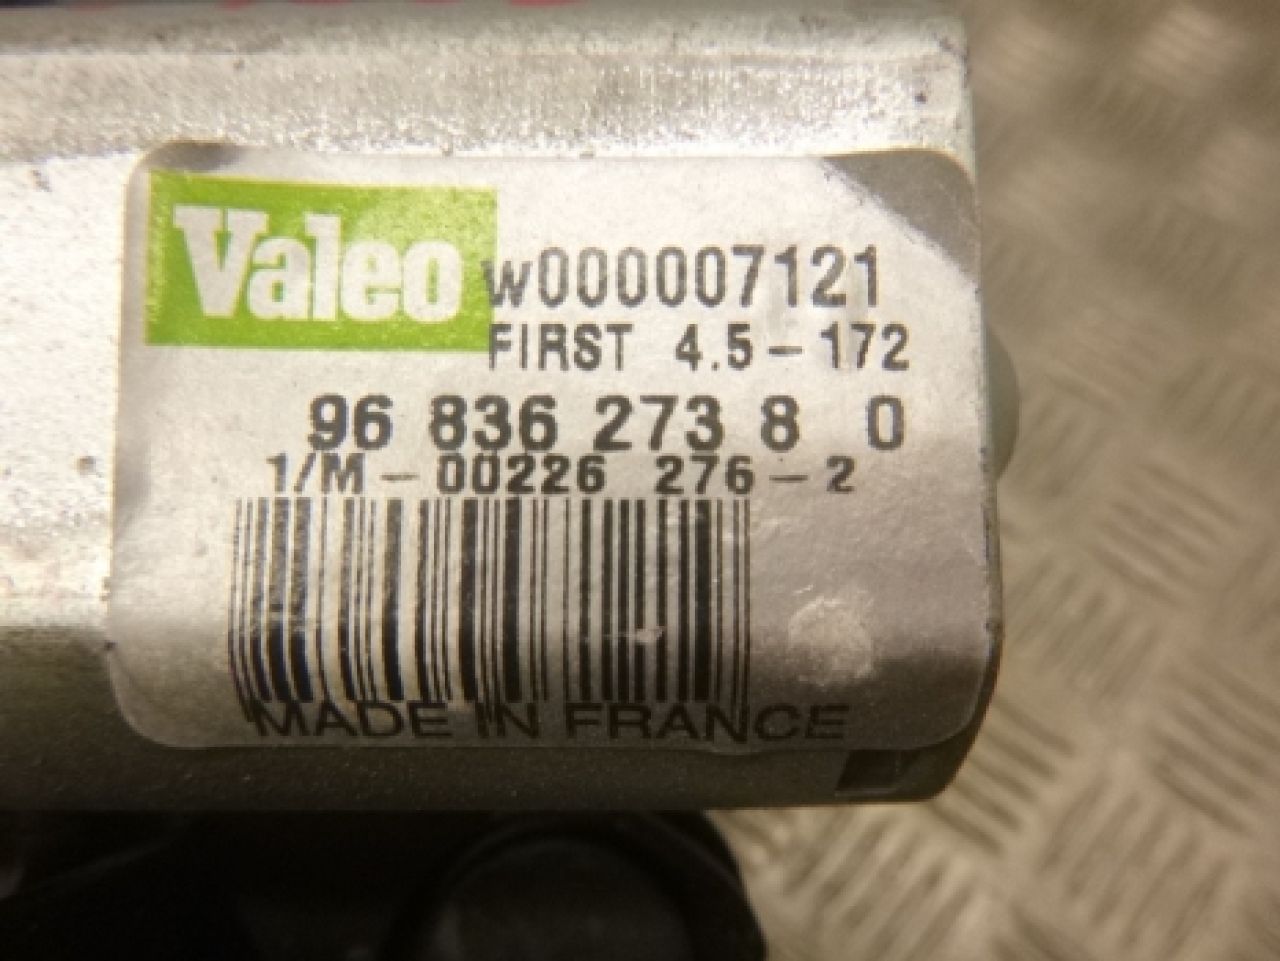 Valeo
W000007121
FIRST 4.5-172
96 836 273 8 0
1/M-00226 276-2
MADE IN FRANCE